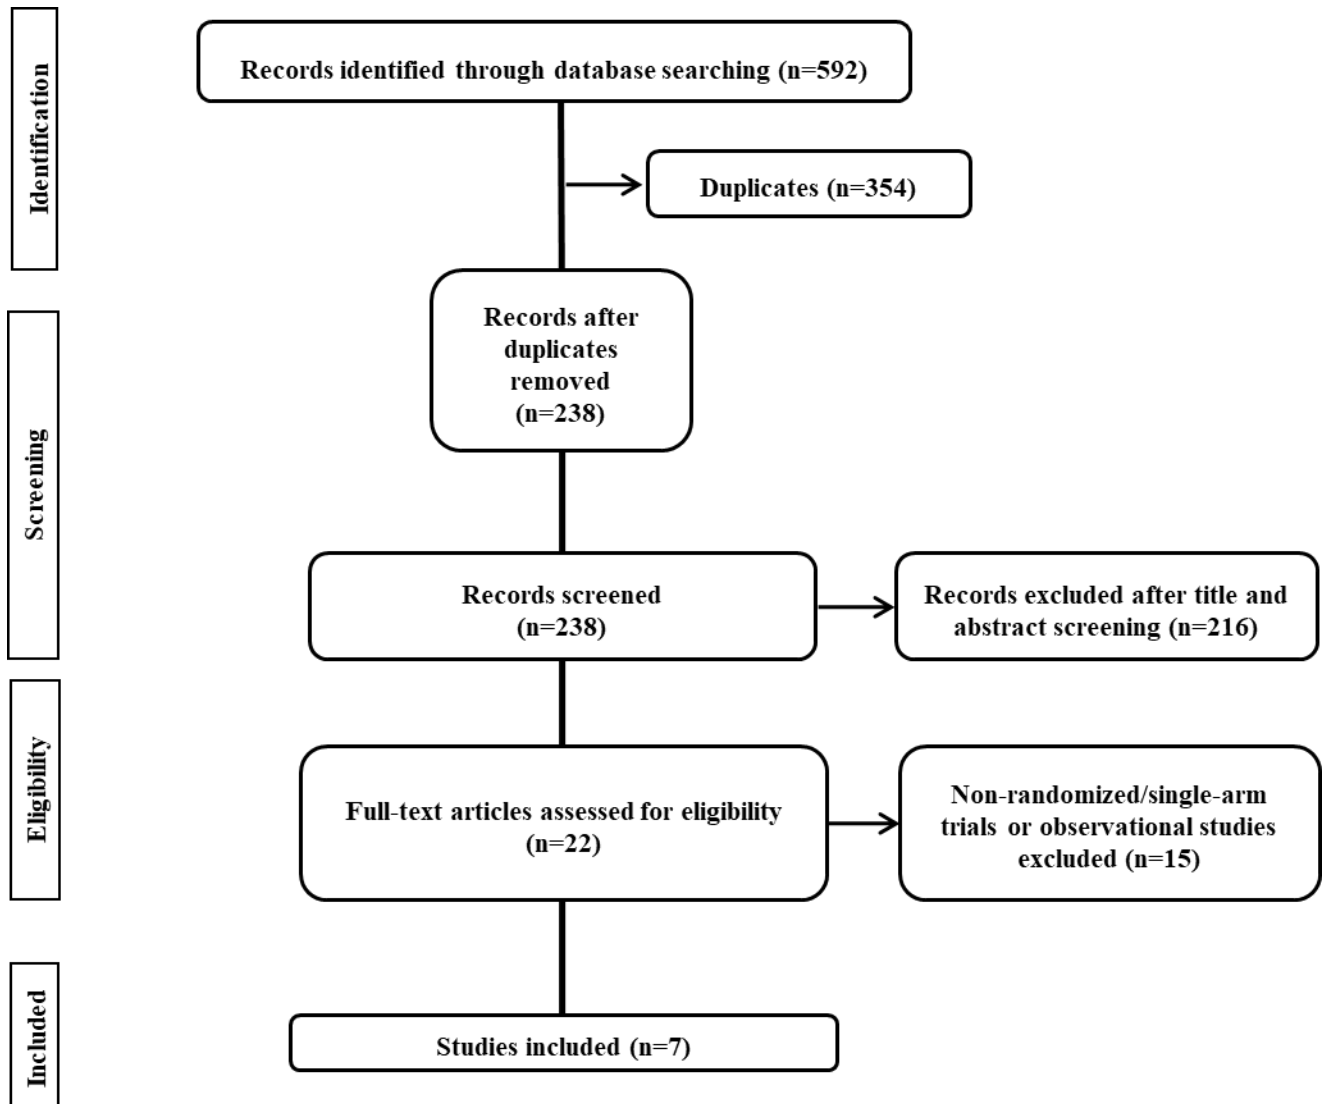 Identification
Records identified through database searching (n=592)
Duplicates (n=354)
Records after
duplicates
removed
(n=238)
Screening
Records screened
(n=238)
Records excluded after title and
abstract screening (n=216)
Eligibility
Full-text articles assessed for eligibility
(n=22)
Non-randomized/single-arm
trials or observational studies
excluded (n=15)
Included
Studies included (n=7)